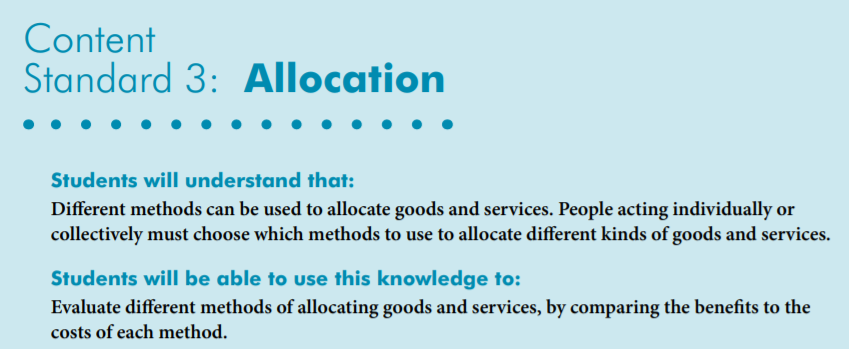 Content
Standard 3: Allocation
Students will understand that:
Different methods can be used to allocate goods and services. People acting individually or
collectively must choose which methods to use to allocate different kinds of goods and services.
Students will be able to use this knowledge to:
Evaluate different methods of allocating goods and services, by comparing the benefits to the
costs of each method.